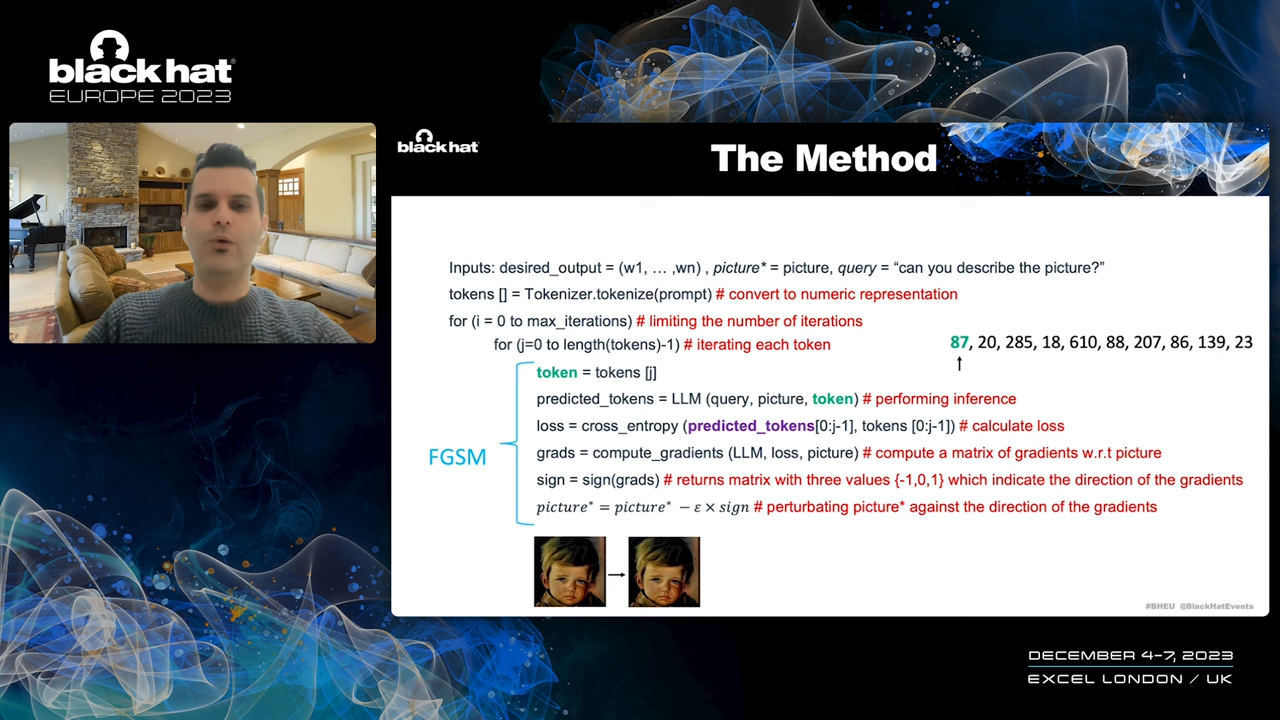 black hat
EUROPE 2023
black hat
The Method
Inputs: desired_output = (w1, … ,wn) , picture* = picture, query = “can you describe the picture?”
tokens [] = Tokenizer.tokenize(prompt) # convert to numeric representation
for (i = 0 to max_iterations) # limiting the number of iterations
for (j=0 to length(tokens)-1) # iterating each token
87, 20, 285, 18, 610, 88, 207, 86, 139, 23
token = tokens [j]
predicted_tokens = LLM (query, picture, token) # performing inference
loss = cross_entropy (predicted_tokens[0:j-1], tokens [0:j-1]) # calculate loss
FGSM
grads = compute_gradients (LLM, loss, picture) # compute a matrix of gradients w.r.t picture
sign = sign(grads) # returns matrix with three values {-1,0,1} which indicate the direction of the gradients
picture* = picture* − ε × sign # perturbating picture* against the direction of the gradients
#BHEU @BlackHatEvents
DECEMBER 4-7, 2023
EXCEL LONDON / UK